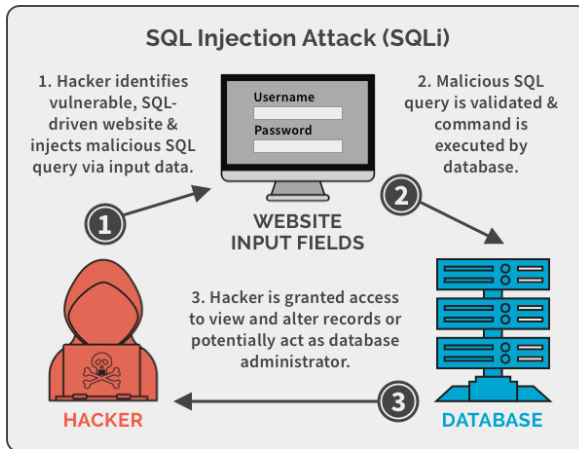 SQL Injection Attack (SQLi)
1. Hacker identifies
vulnerable, SQL-
driven website &
injects malicious SQL
query via input data.
Username
Password
2. Malicious SQL
query is validated &
command is
executed by
database.
1
2
WEBSITE
INPUT FIELDS
3. Hacker is granted access
to view and alter records or
potentially act as database
administrator.
3
HACKER
DATABASE